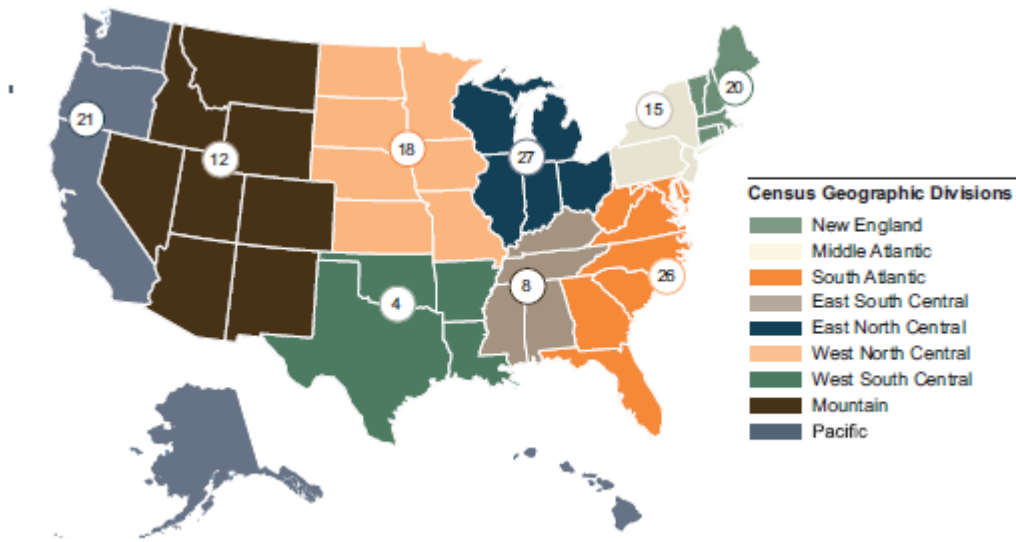 20
15
21
18
27
12
26
8
4
Census Geographic Divisions
New England
Middle Atlantic
South Atlantic
East South Central
East North Central
West North Central
West South Central
Mountain
Pacific